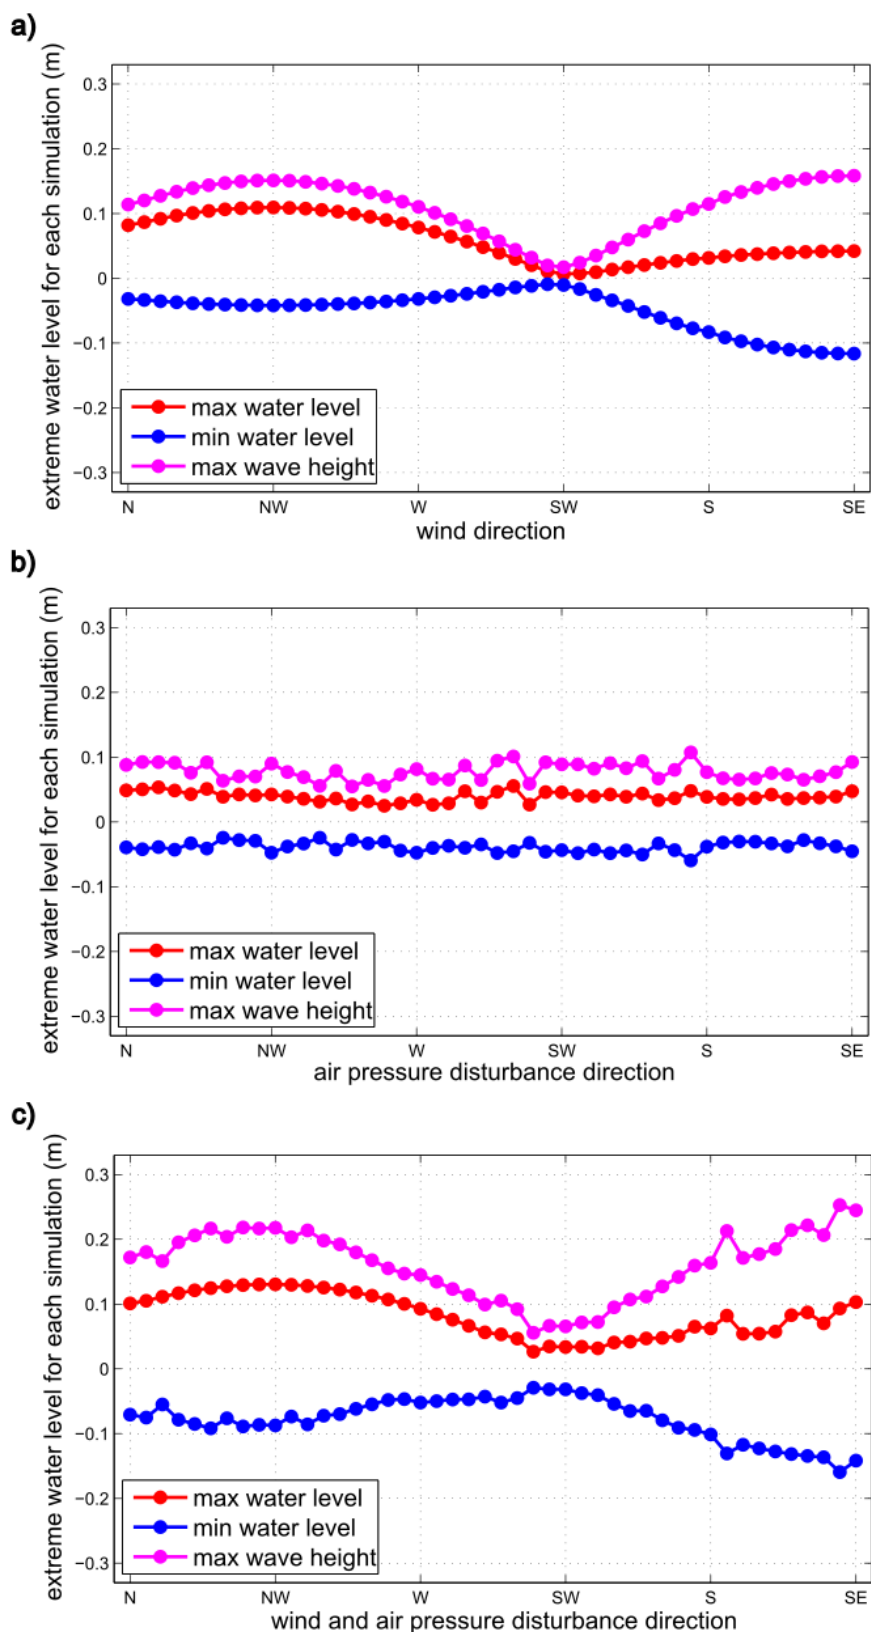 a)
extreme water level for each simulation (m)
0.3
0.2
0.1
0
−0.1
−0.2
−0.3
max water level
min water level
max wave height
N NW W SW S SE
wind direction
b)
extreme water level for each simulation (m)
0.3
0.2
0.1
0
−0.1
−0.2
−0.3
max water level
min water level
max wave height
N NW W SW S SE
air pressure disturbance direction
c)
extreme water level for each simulation (m)
0.3
0.2
0.1
0
−0.1
−0.2
−0.3
max water level
min water level
max wave height
N NW W SW S SE
wind and air pressure disturbance direction